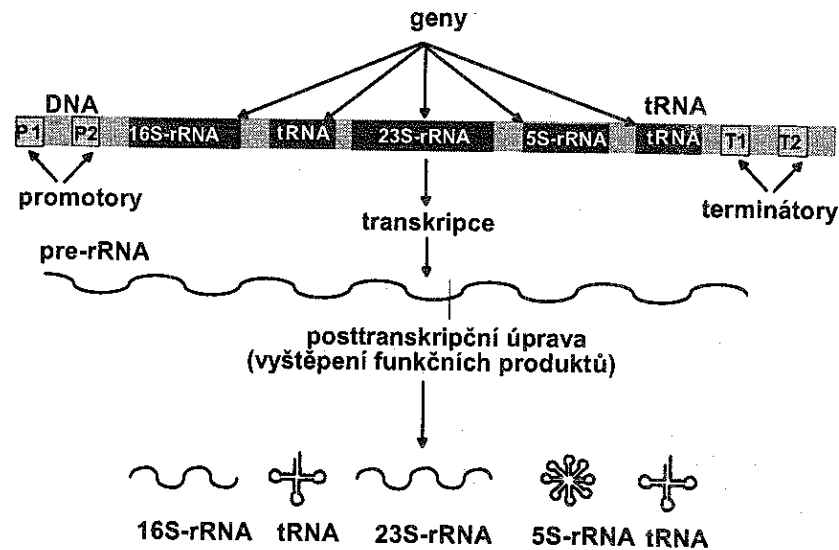 geny
DNA
tRNA
P1
P2
16S-rRNA
tRNA
23S-rRNA
5S-rRNA
tRNA
T1
T2
promotory
terminátory
transkripce
pre-rRNA
posttranskripční úprava
(vyštěpení funkčních produktů)
16S-rRNA
tRNA
23S-rRNA
5S-rRNA
tRNA